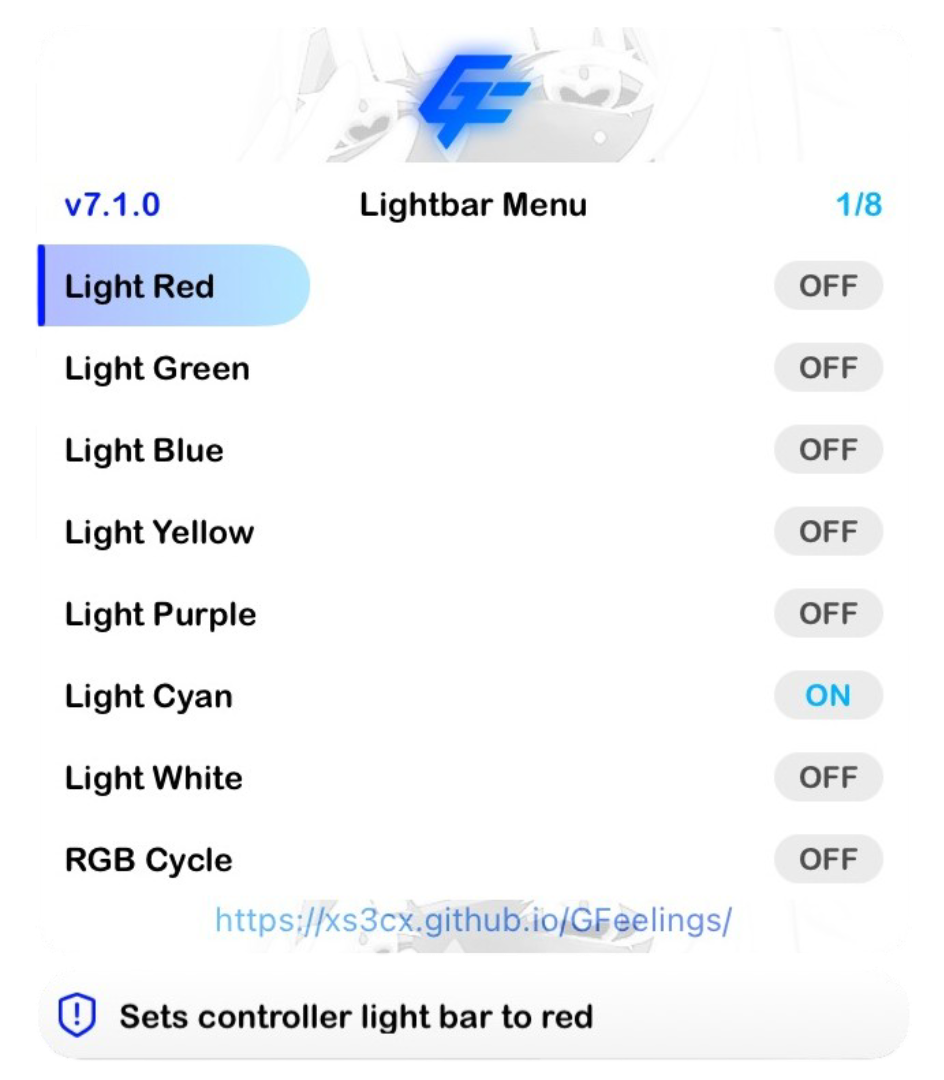 GF
v7.1.0 Lightbar Menu 1/8
Light Red OFF
Light Green OFF
Light Blue OFF
Light Yellow OFF
Light Purple OFF
Light Cyan ON
Light White OFF
RGB Cycle OFF
https://xs3cx.github.io/GFeelings/
Sets controller light bar to red